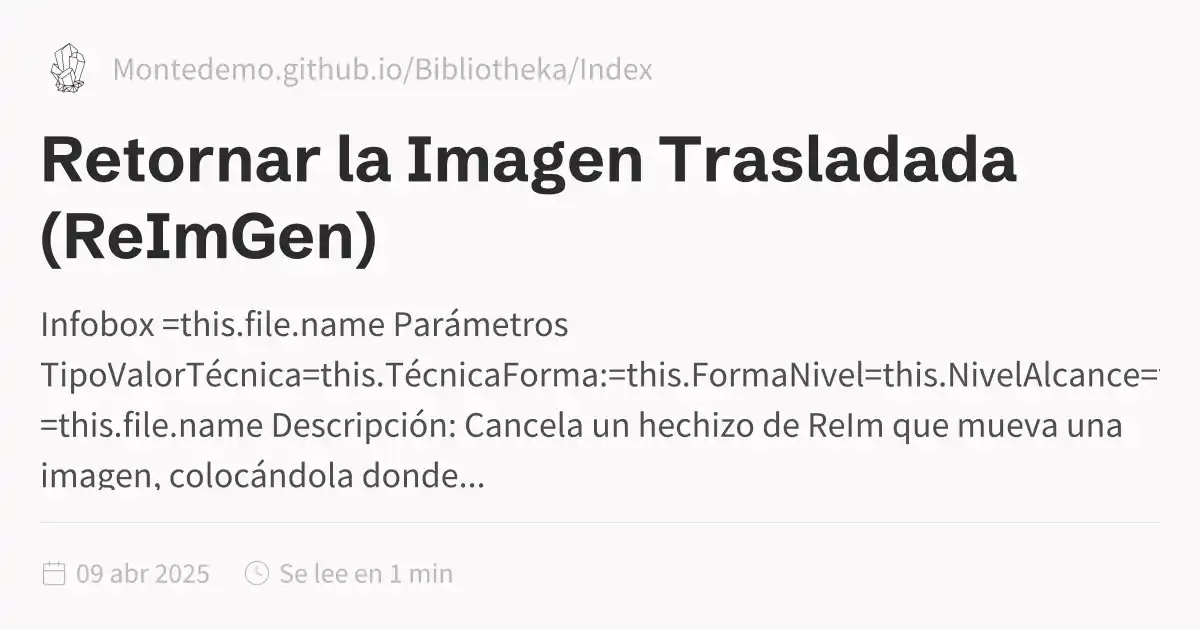 Montedemo.github.io/Bibliotheka/Index
Retornar la Imagen Trasladada
(ReImGen)
Infobox =this.file.name Parámetros
TipoValorTécnica=this.TécnicaForma:=this.FormaNivel=this.NivelAlcance=
=this.file.name Descripción: Cancela un hechizo de ReIm que mueva una
imagen, colocándola donde...
09 abr 2025
Se lee en 1 min